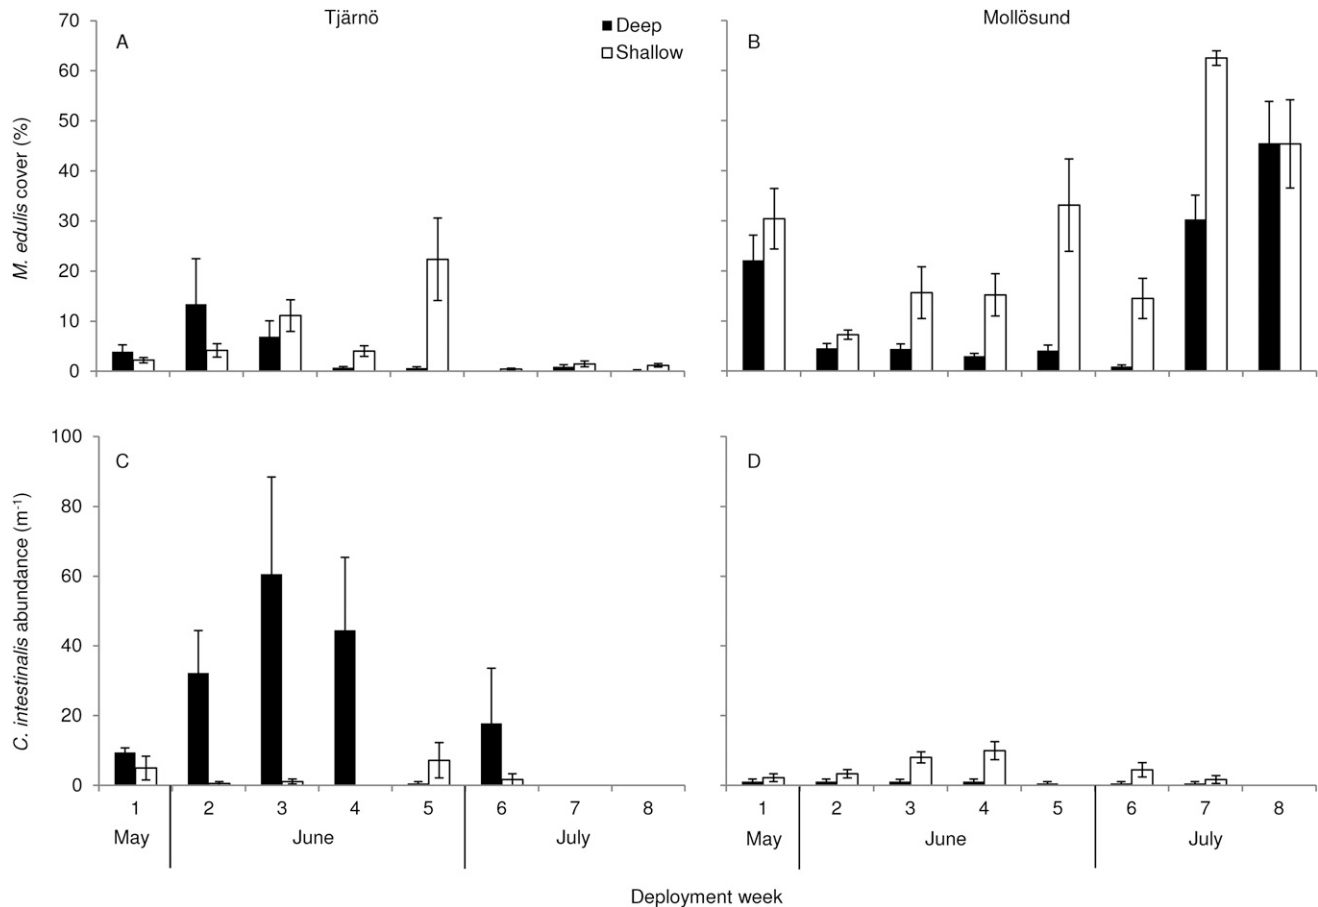 Tjärnö
Mollösund
A
Deep
Shallow
B
M. edulis cover (%)
70
60
50
40
30
20
10
0
C
D
C. intestinalis abundance (m⁻¹)
100
80
60
40
20
0
1 2 3 4 5 6 7 8
May June July
1 2 3 4 5 6 7 8
May June July
Deployment week